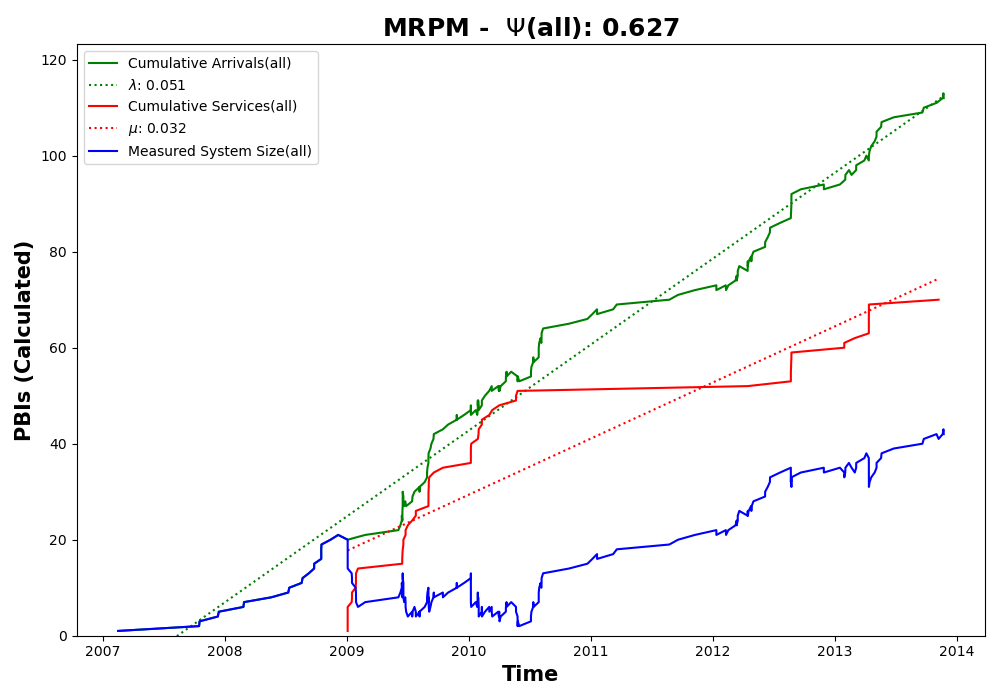 MRPM - Ψ(all): 0.627
Cumulative Arrivals(all)
λ: 0.051
Cumulative Services(all)
μ: 0.032
Measured System Size(all)
PBIs (Calculated)
120
100
80
60
40
20
0
2007 2008 2009 2010 2011 2012 2013 2014
Time